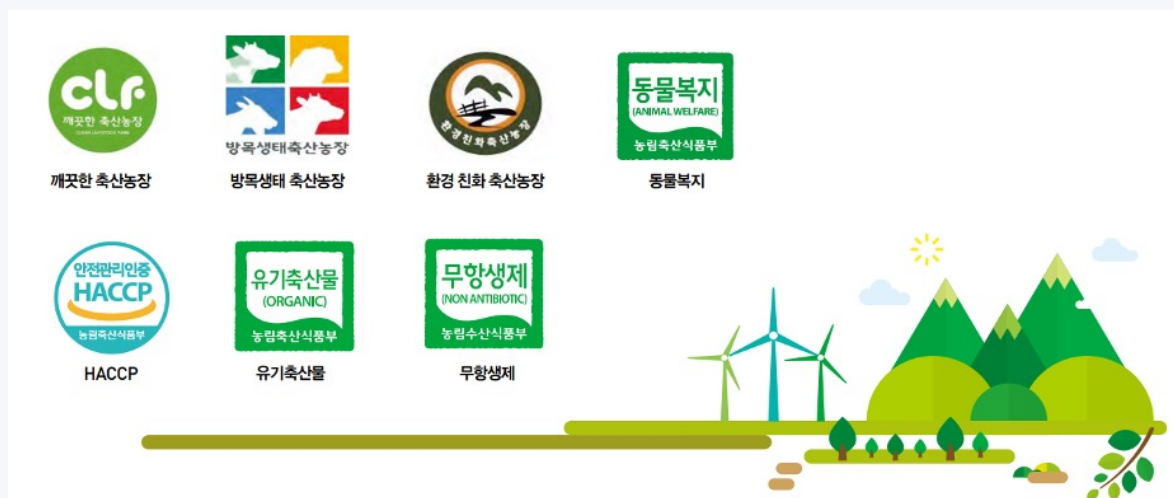 CLF
깨끗한 축산농장
CLEAN LIVESTOCK FARM
깨끗한 축산농장
방목생태축산농장
방목생태 축산농장
환경친화축산농장
환경 친화 축산농장
동물복지
(ANIMAL WELFARE)
농림축산식품부
동물복지
안전관리인증
HACCP
농림축산식품부
HACCP
유기축산물
(ORGANIC)
농림축산식품부
유기축산물
무항생제
(NON ANTIBIOTIC)
농림수산식품부
무항생제